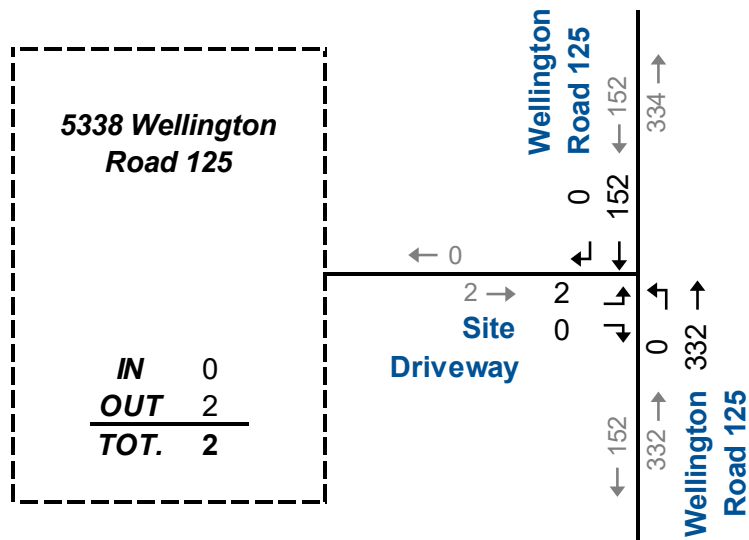 5338 Wellington
Road 125
IN 0
OUT 2
TOT. 2
Wellington
Road 125
← 152
334 →
0
152
← 0
2 →
2
Site
0
Driveway
0
332
← 152
332 →
Wellington
Road 125